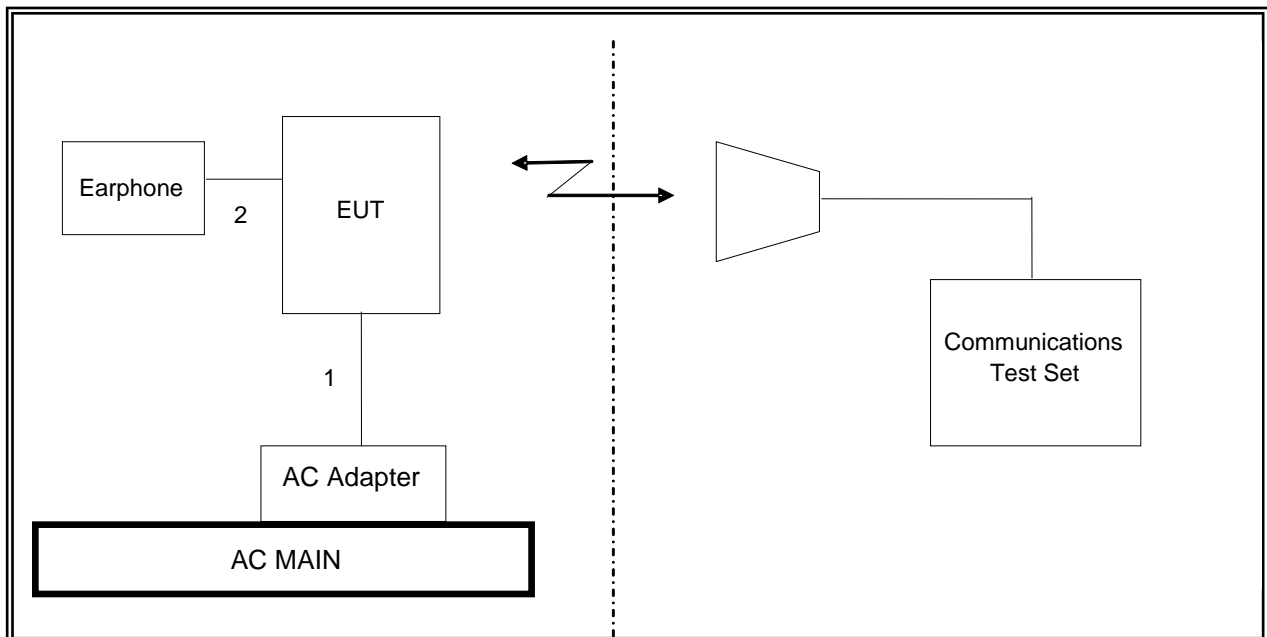 Earphone
2
EUT
1
AC Adapter
AC MAIN
Communications
Test Set